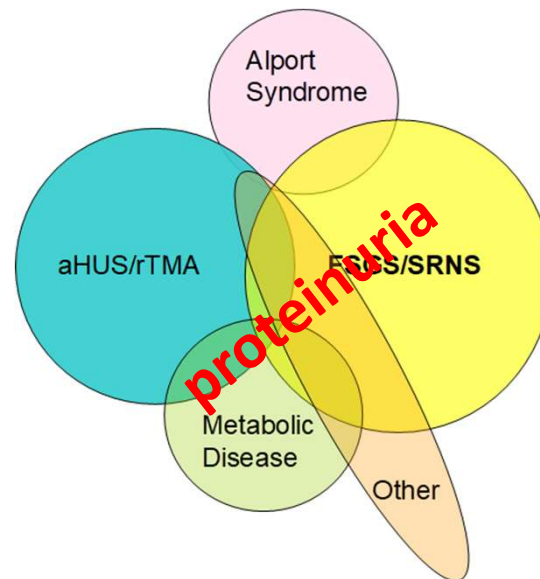 Alport
Syndrome
aHUS/rTMA
FSGS/SRNS
proteinuria
Metabolic
Disease
Other